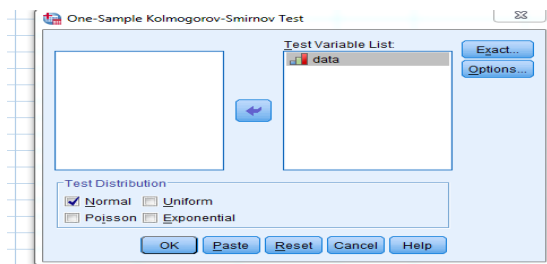 One-Sample Kolmogorov-Smirnov Test
Test Variable List:
data
Exact...
Options...
Test Distribution
Normal Uniform
Poisson Exponential
OK Paste Reset Cancel Help